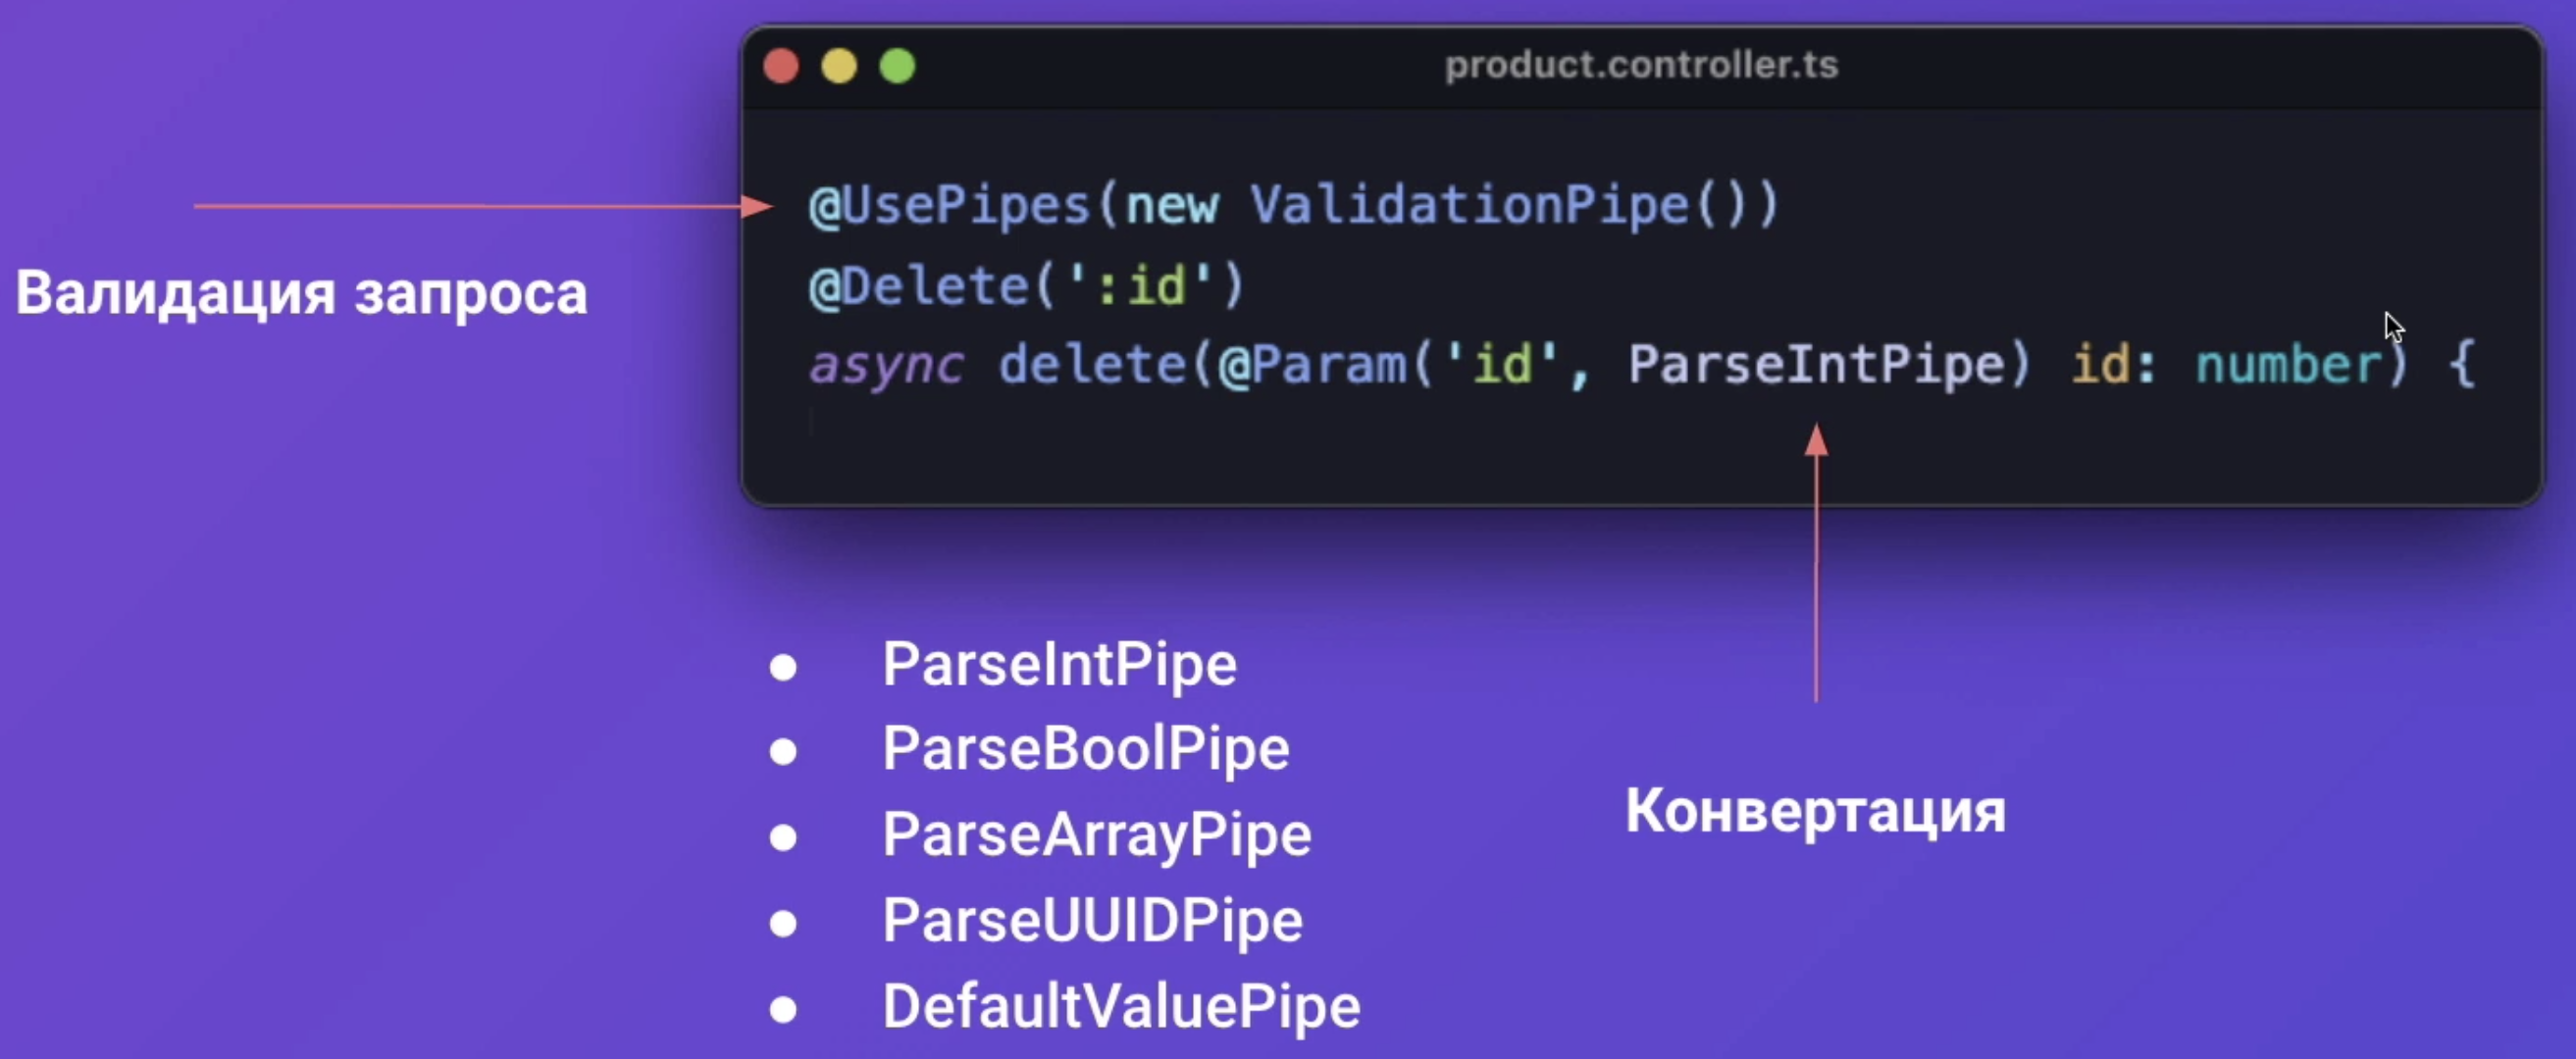 product.controller.ts
@UsePipes(new ValidationPipe())
@Delete(':id')
async delete(@Param('id', ParseIntPipe) id: number) {
Валидация запроса
• ParseIntPipe
• ParseBoolPipe
• ParseArrayPipe
• ParseUUIDPipe
• DefaultValuePipe
Конвертация